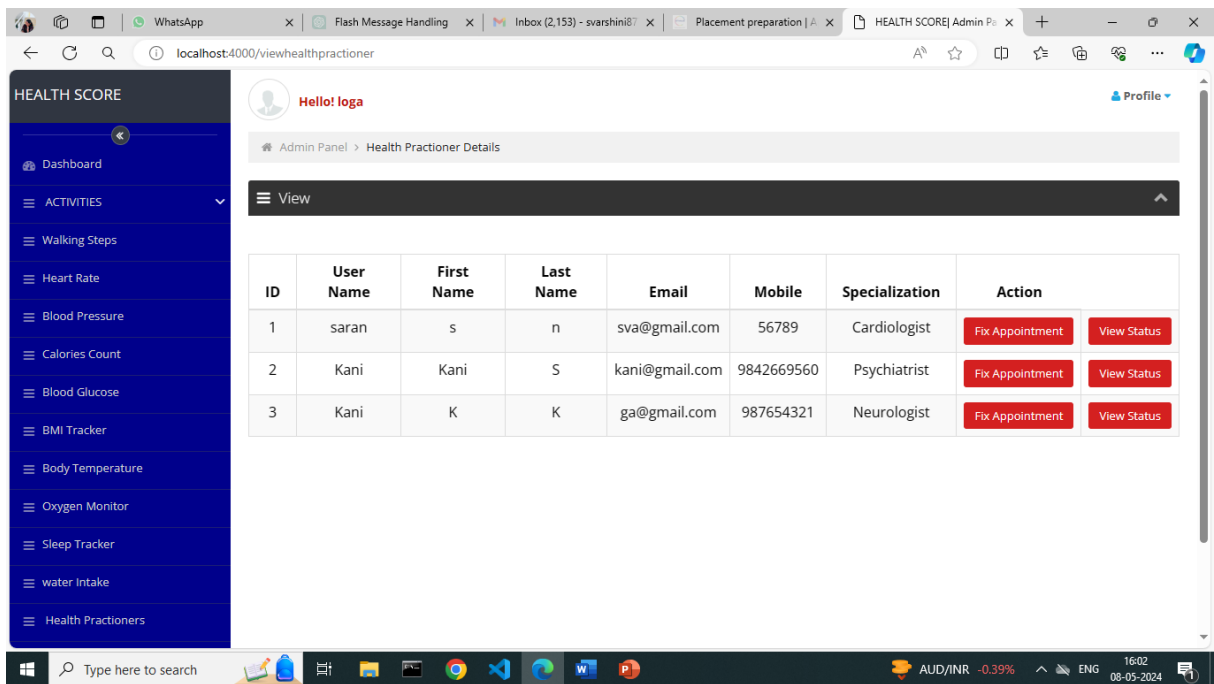 WhatsApp
Flash Message Handling
Inbox (2,153) - svarshini87
Placement preparation | A
HEALTH SCORE| Admin Pa
localhost:4000/viewhealthpractioner
HEALTH SCORE
Hello! loga
Profile
Admin Panel > Health Practioner Details
View
Dashboard
ACTIVITIES
Walking Steps
Heart Rate
Blood Pressure
Calories Count
Blood Glucose
BMI Tracker
Body Temperature
Oxygen Monitor
Sleep Tracker
water Intake
Health Practioners
ID User Name First Name Last Name Email Mobile Specialization Action
1 saran s n sva@gmail.com 56789 Cardiologist Fix Appointment View Status
2 Kani Kani S kani@gmail.com 9842669560 Psychiatrist Fix Appointment View Status
3 Kani K K ga@gmail.com 987654321 Neurologist Fix Appointment View Status
Type here to search
AUD/INR -0.39%
ENG
16:02
08-05-2024